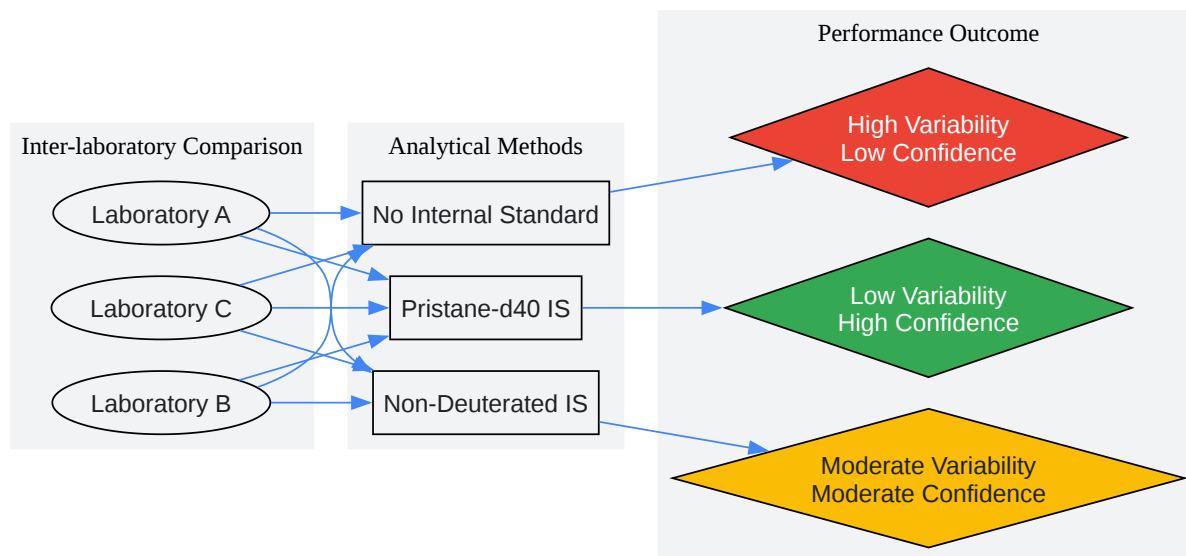 Inter-laboratory Comparison
Laboratory A
Laboratory C
Laboratory B
Analytical Methods
No Internal Standard
Pristane-d40 IS
Non-Deuterated IS
Performance Outcome
High Variability
Low Confidence
Low Variability
High Confidence
Moderate Variability
Moderate Confidence